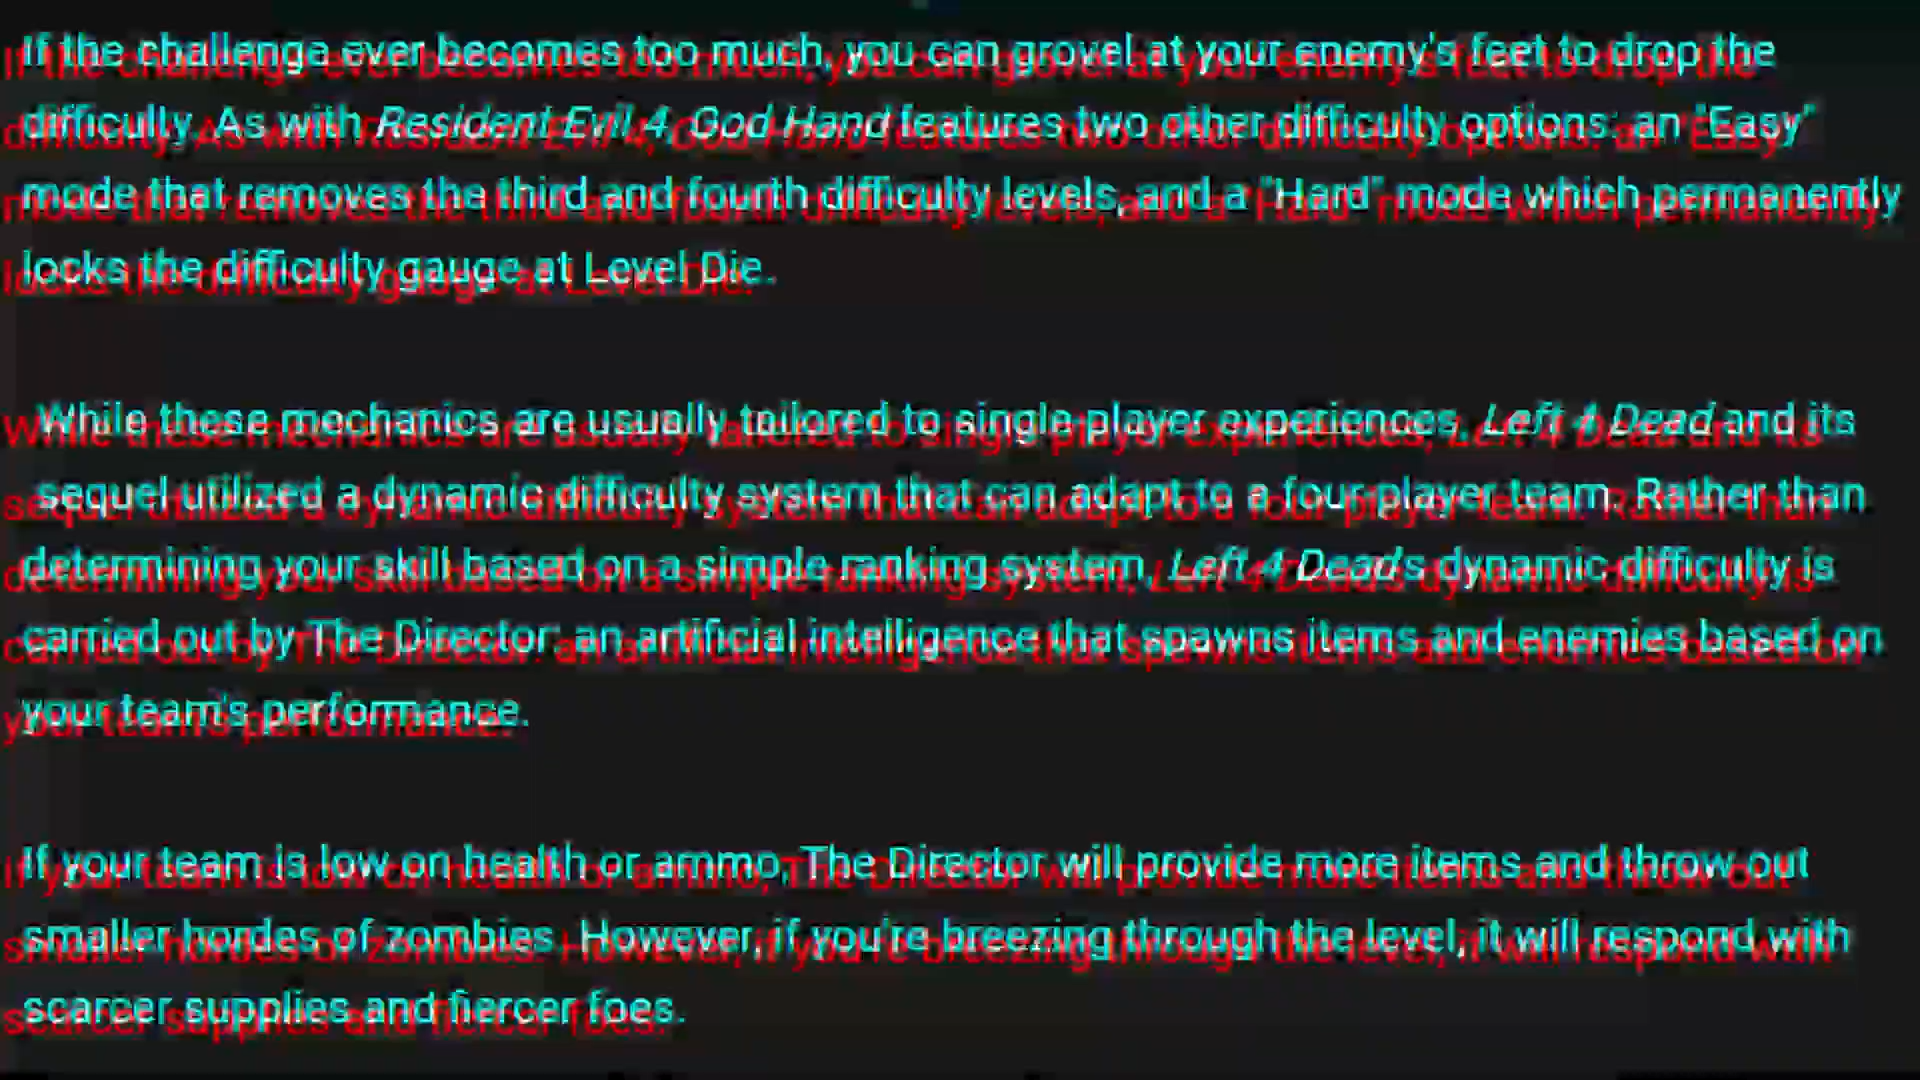 If the challenge ever becomes too much, you can grovel at your enemy's feet to drop the
difficulty. As with Resident Evil 4, God Hand features two other difficulty options: an "Easy"
mode that removes the third and fourth difficulty levels, and a "Hard" mode which permanently
locks the difficulty gauge at Level Die.
While these mechanics are usually tailored to single-player experiences, Left 4 Dead and its
sequel utilized a dynamic difficulty system that can adapt to a four-player team. Rather than
determining your skill based on a simple ranking system, Left 4 Dead's dynamic difficulty is
carried out by The Director: an artificial intelligence that spawns items and enemies based on
your team's performance.
If your team is low on health or ammo, The Director will provide more items and throw out
smaller hordes of zombies. However, if you're breezing through the level, it will respond with
scarcer supplies and fiercer foes.